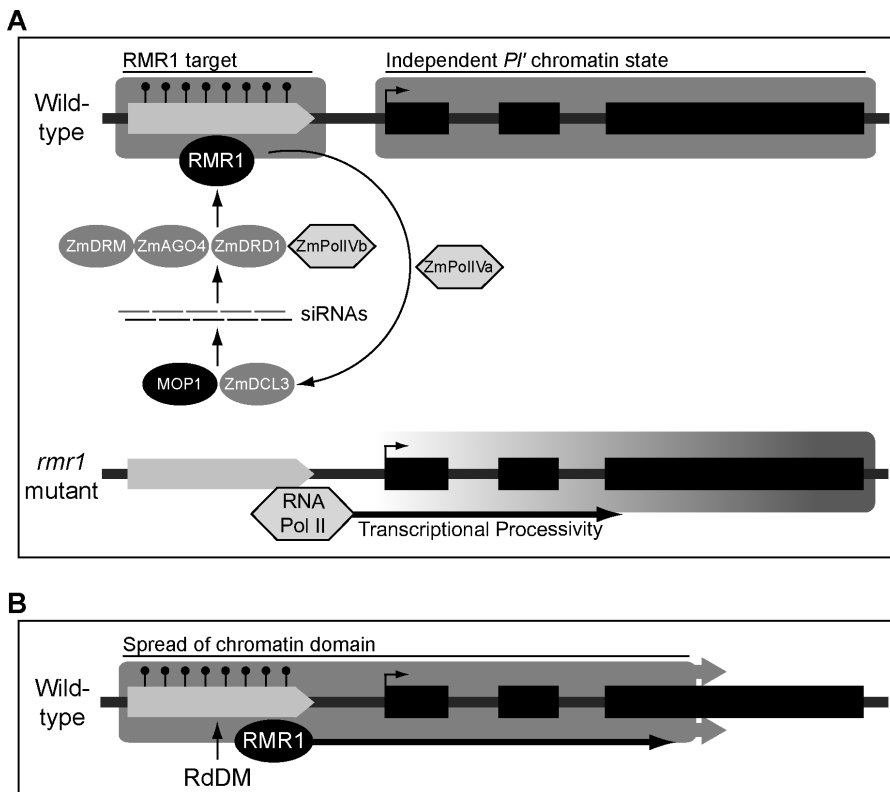 A
RMR1 target
Independent Pl' chromatin state
Wild-
type
RMR1
ZmDRM
ZmAGO4
ZmDRD1
ZmPolIVb
ZmPolIVa
siRNAs
MOP1
ZmDCL3
rmr1
mutant
RNA
Pol II
Transcriptional Processivity
B
Spread of chromatin domain
Wild-
type
RMR1
RdDM